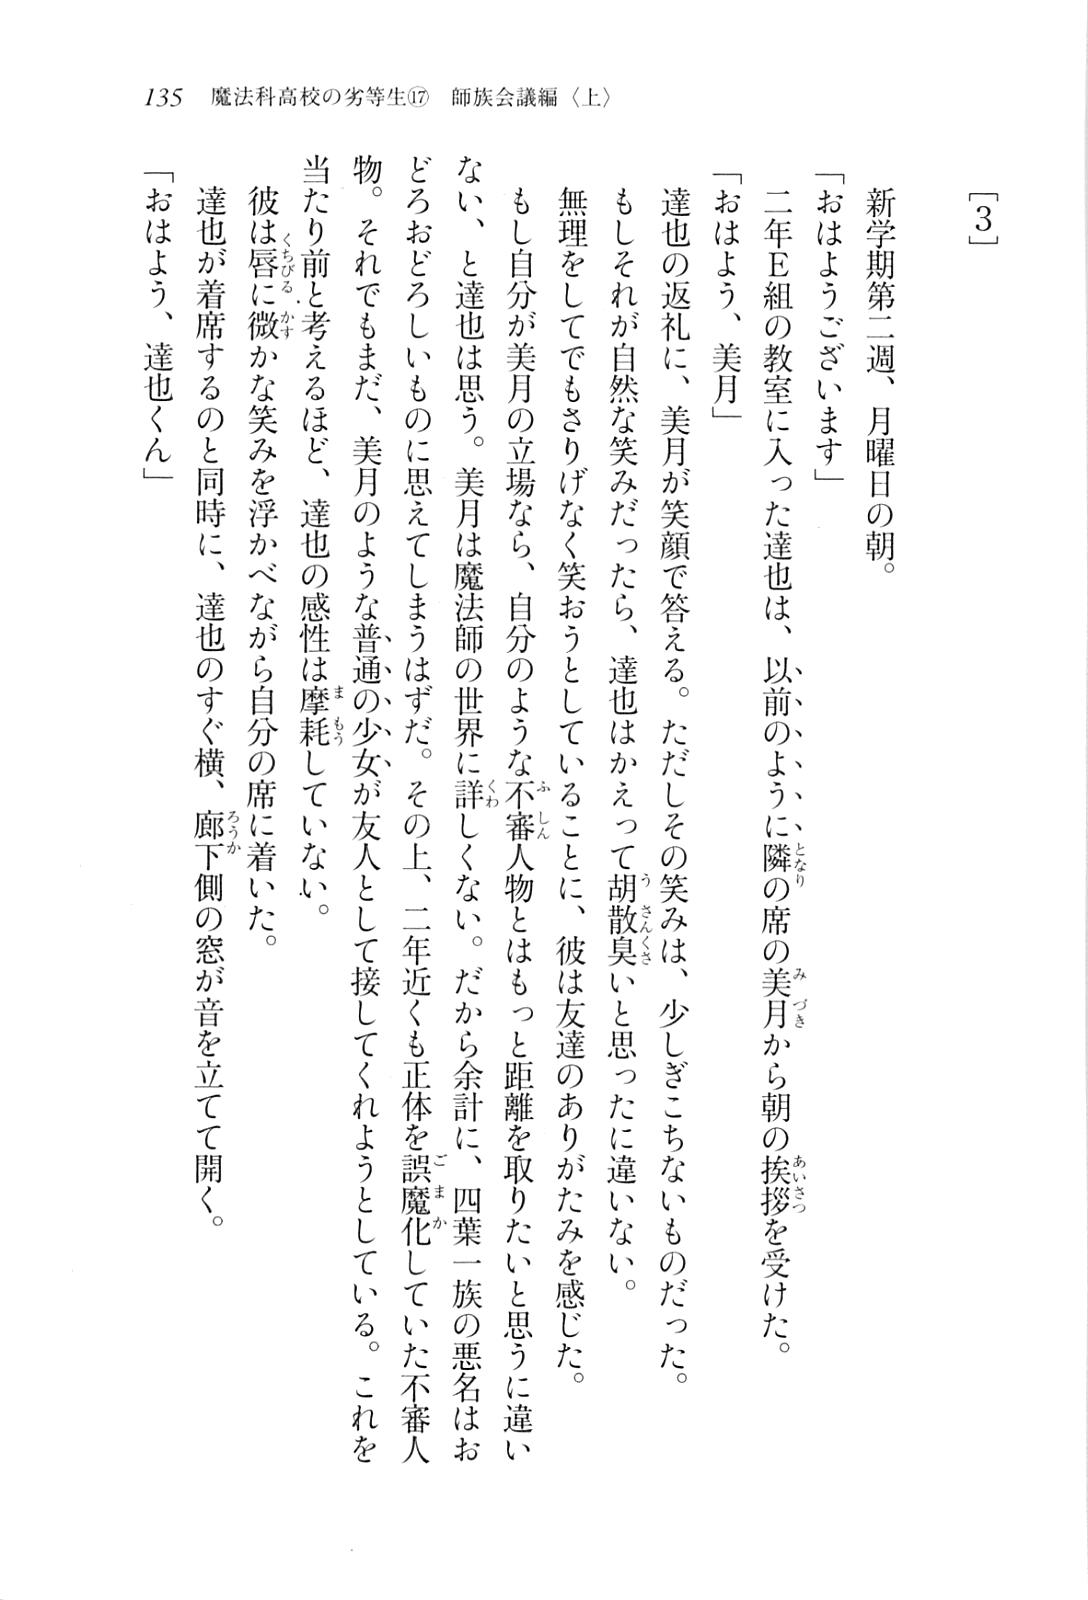 135　魔法科高校の劣等生⑰　師族会議編〈上〉
［3］
新学期第二週、月曜日の朝。
「おはようございます」
二年Ｅ組の教室に入った達也は、以前のように隣の席の美月から朝の挨拶を受けた。
「おはよう、美月」
達也の返礼に、美月が笑顔で答える。ただしその笑みは、少しぎこちないものだった。
もしそれが自然な笑みだったら、達也はかえって胡散臭いと思ったに違いない。
無理をしてでもさりげなく笑おうとしていることに、彼は友達のありがたみを感じた。
もし自分が美月の立場なら、自分のような不審人物とはもっと距離を取りたいと思うに違い
ない、と達也は思う。美月は魔法師の世界に詳しくない。だから余計に、四葉一族の悪名はお
どろおどろしいものに思えてしまうはずだ。その上、二年近くも正体を誤魔化していた不審人
物。それでもまだ、美月のような普通の少女が友人として接してくれようとしている。これを
当たり前と考えるほど、達也の感性は摩耗していない。
彼は唇に微かな笑みを浮かべながら自分の席に着いた。
達也が着席するのと同時に、達也のすぐ横、廊下側の窓が音を立てて開く。
「おはよう、達也くん」